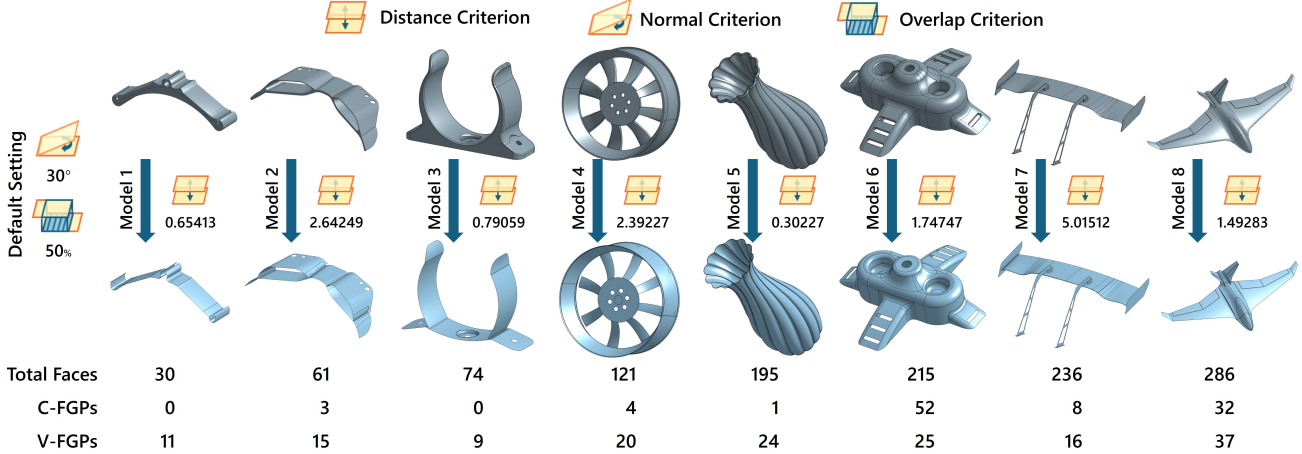 Distance Criterion Normal Criterion Overlap Criterion
Default Setting
30°
50%
Model 1 0.65413
Model 2 2.64249
Model 3 0.79059
Model 4 2.39227
Model 5 0.30227
Model 6 1.74747
Model 7 5.01512
Model 8 1.49283
Total Faces 30 61 74 121 195 215 236 286
C-FGPs 0 3 0 4 1 52 8 32
V-FGPs 11 15 9 20 24 25 16 37